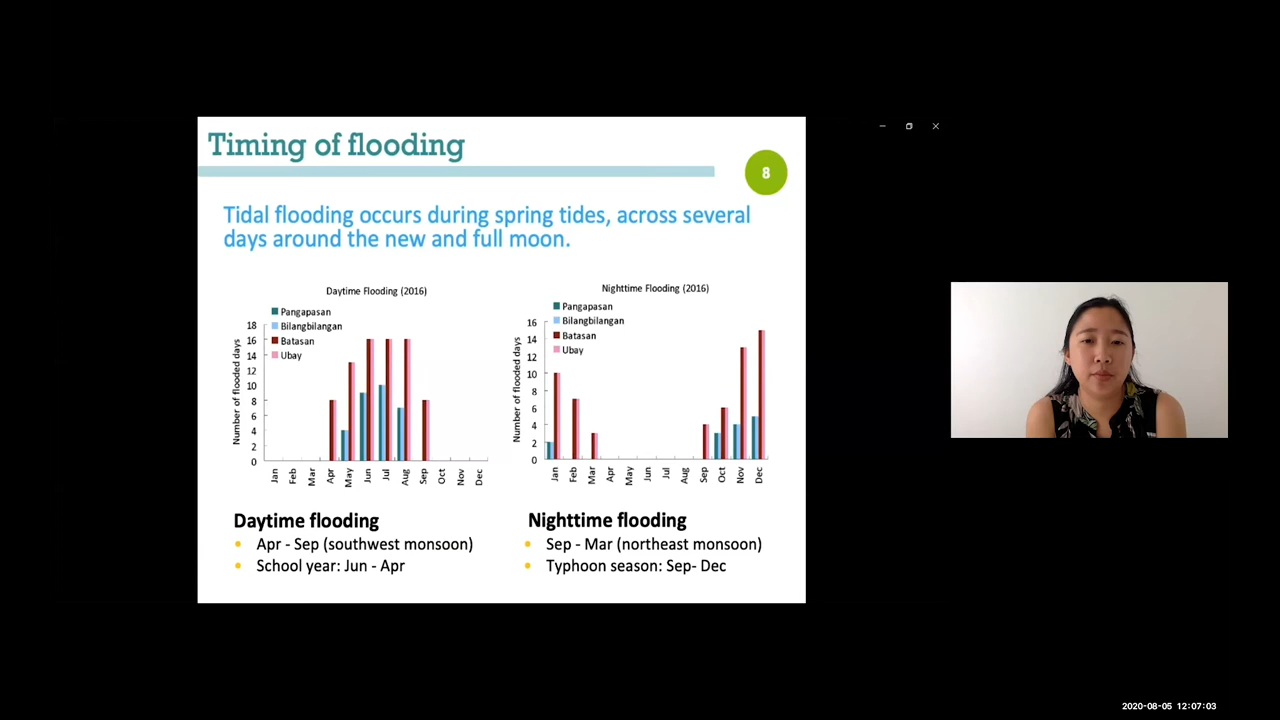 Timing of flooding
8
Tidal flooding occurs during spring tides, across several
days around the new and full moon.
Daytime Flooding (2016)
Pangapasan
Bilangbilangan
Batasan
Ubay
Number of flooded days
18
16
14
12
10
8
6
4
2
0
Jan
Feb
Mar
Apr
May
Jun
Jul
Aug
Sep
Oct
Nov
Dec
Nighttime Flooding (2016)
Pangapasan
Bilangbilangan
Batasan
Ubay
Number of flooded days
16
14
12
10
8
6
4
2
0
Jan
Feb
Mar
Apr
May
Jun
Jul
Aug
Sep
Oct
Nov
Dec
Daytime flooding
Apr - Sep (southwest monsoon)
School year: Jun - Apr
Nighttime flooding
Sep - Mar (northeast monsoon)
Typhoon season: Sep- Dec
2020-08-05 12:07:03